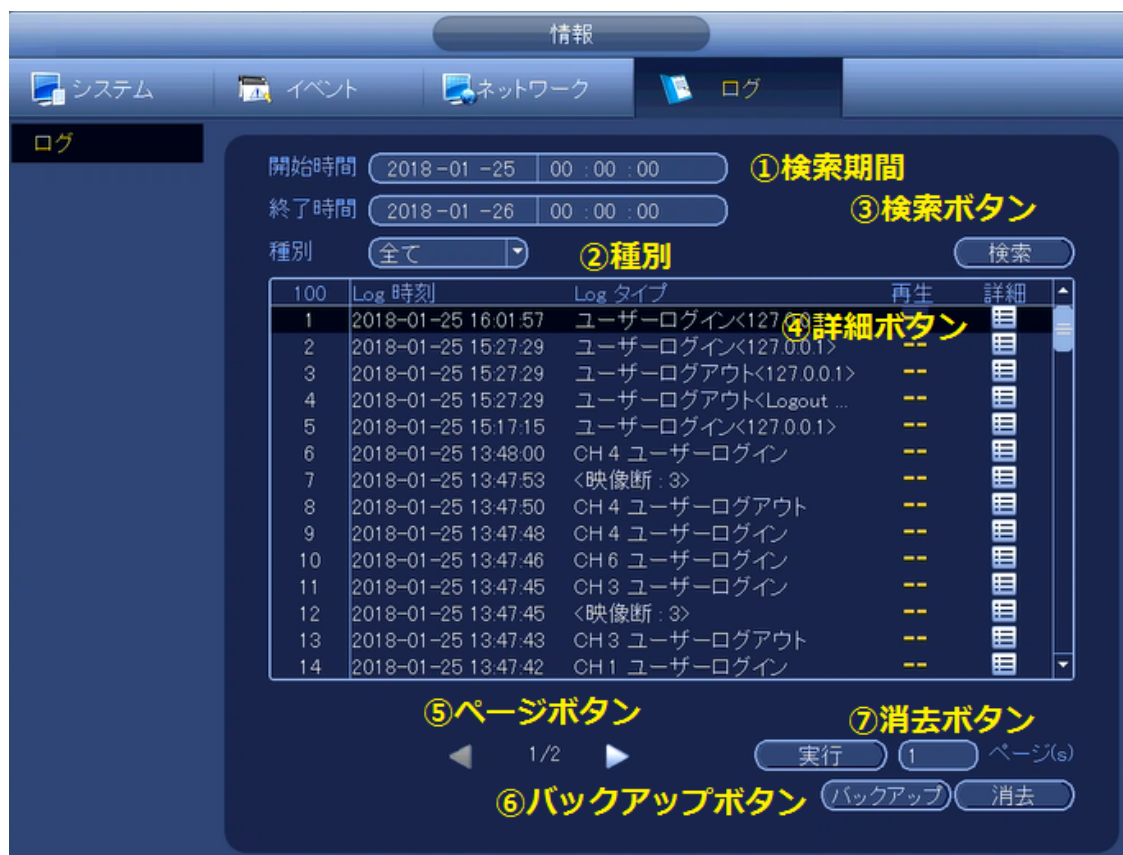 情報
システム イベント ネットワーク ログ
ログ
開始時間 2018-01-25 00:00:00 ①検索期間
終了時間 2018-01-26 00:00:00 ③検索ボタン
種別 全て ②種別 検索
100 Log 時刻 Log タイプ 再生 詳細
④詳細ボタン
1 2018-01-25 16:01:57 ユーザーログイン<127.0.0
2 2018-01-25 15:27:29 ユーザーログイン<127.0.0.1> --
3 2018-01-25 15:27:29 ユーザーログアウト<127.0.0.1> --
4 2018-01-25 15:27:29 ユーザーログアウト<Logout ... --
5 2018-01-25 15:17:15 ユーザーログイン<127.0.0.1> --
6 2018-01-25 13:48:00 CH 4 ユーザーログイン --
7 2018-01-25 13:47:53 <映像断 : 3> --
8 2018-01-25 13:47:50 CH 4 ユーザーログアウト --
9 2018-01-25 13:47:48 CH 4 ユーザーログイン --
10 2018-01-25 13:47:46 CH 6 ユーザーログイン --
11 2018-01-25 13:47:45 CH 3 ユーザーログイン --
12 2018-01-25 13:47:45 <映像断 : 3> --
13 2018-01-25 13:47:43 CH 3 ユーザーログアウト --
14 2018-01-25 13:47:42 CH 1 ユーザーログイン --
⑤ページボタン ⑦消去ボタン
1/2 実行 1 ページ(s)
⑥バックアップボタン バックアップ 消去